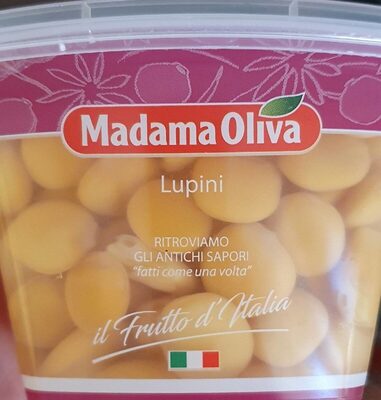 Madama Oliva
Lupini
RITROVIAMO
GLI ANTICHI SAPORI
"fatti come una volta"
il Frutto d'Italia